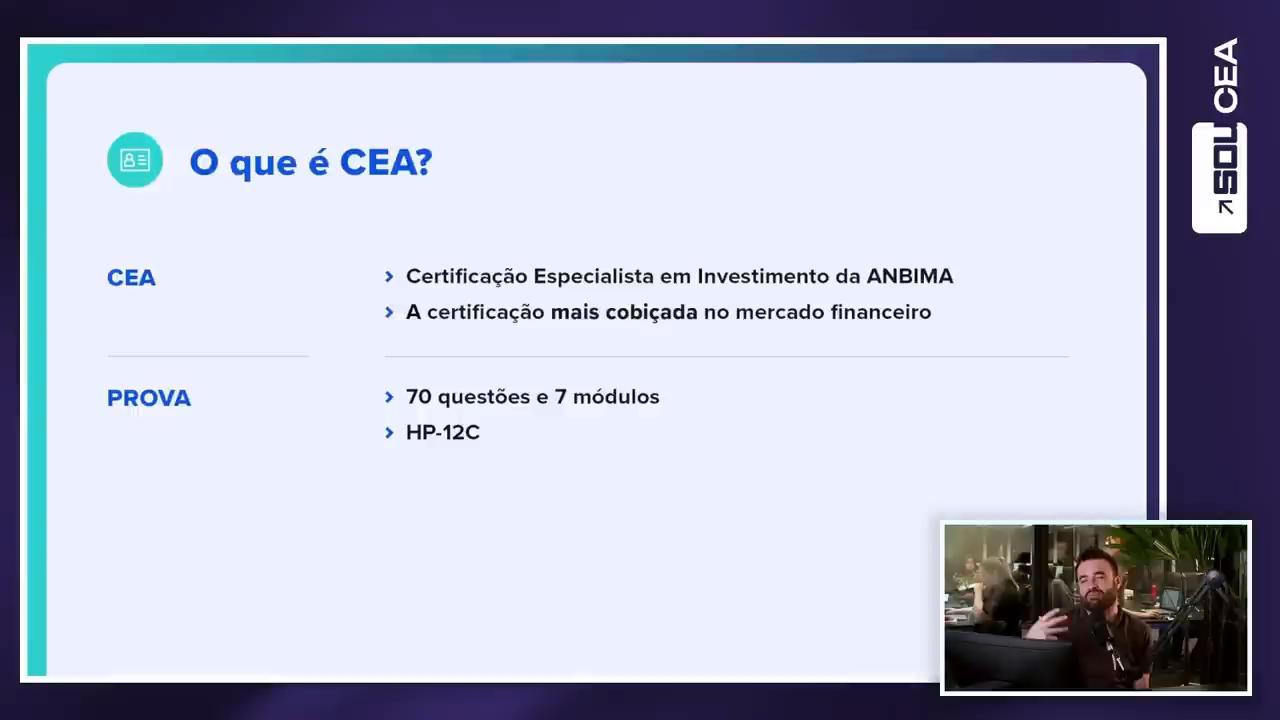 O que é CEA?
CEA
Certificação Especialista em Investimento da ANBIMA
A certificação mais cobiçada no mercado financeiro
PROVA
70 questões e 7 módulos
HP-12C
SOU CEA